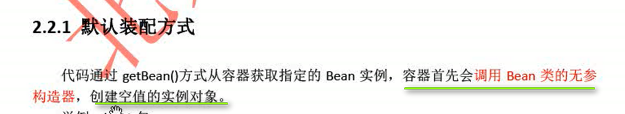 2.2.1 默认装配方式
代码通过 getBean()方式从容器获取指定的 Bean 实例，容器首先会调用 Bean 类的无参
构造器，创建空值的实例对象。